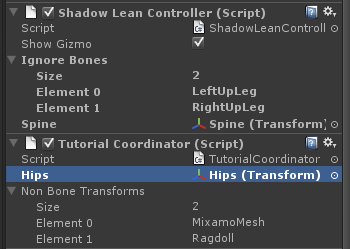 Shadow Lean Controller (Script)
Script ShadowLeanControll
Show Gizmo
Ignore Bones
Size 2
Element 0 LeftUpLeg
Element 1 RightUpLeg
Spine Spine (Transform)
Tutorial Coordinator (Script)
Script TutorialCoordinator
Hips Hips (Transform)
Non Bone Transforms
Size 2
Element 0 MixamoMesh
Element 1 Ragdoll